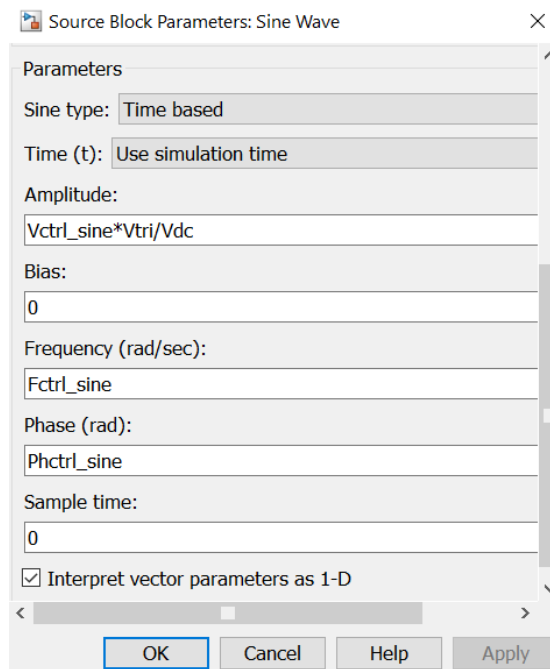 Source Block Parameters: Sine Wave
Parameters
Sine type: Time based
Time (t): Use simulation time
Amplitude:
Vctrl_sine*Vtri/Vdc
Bias:
0
Frequency (rad/sec):
Fctrl_sine
Phase (rad):
Phctrl_sine
Sample time:
0
Interpret vector parameters as 1-D
OK Cancel Help Apply